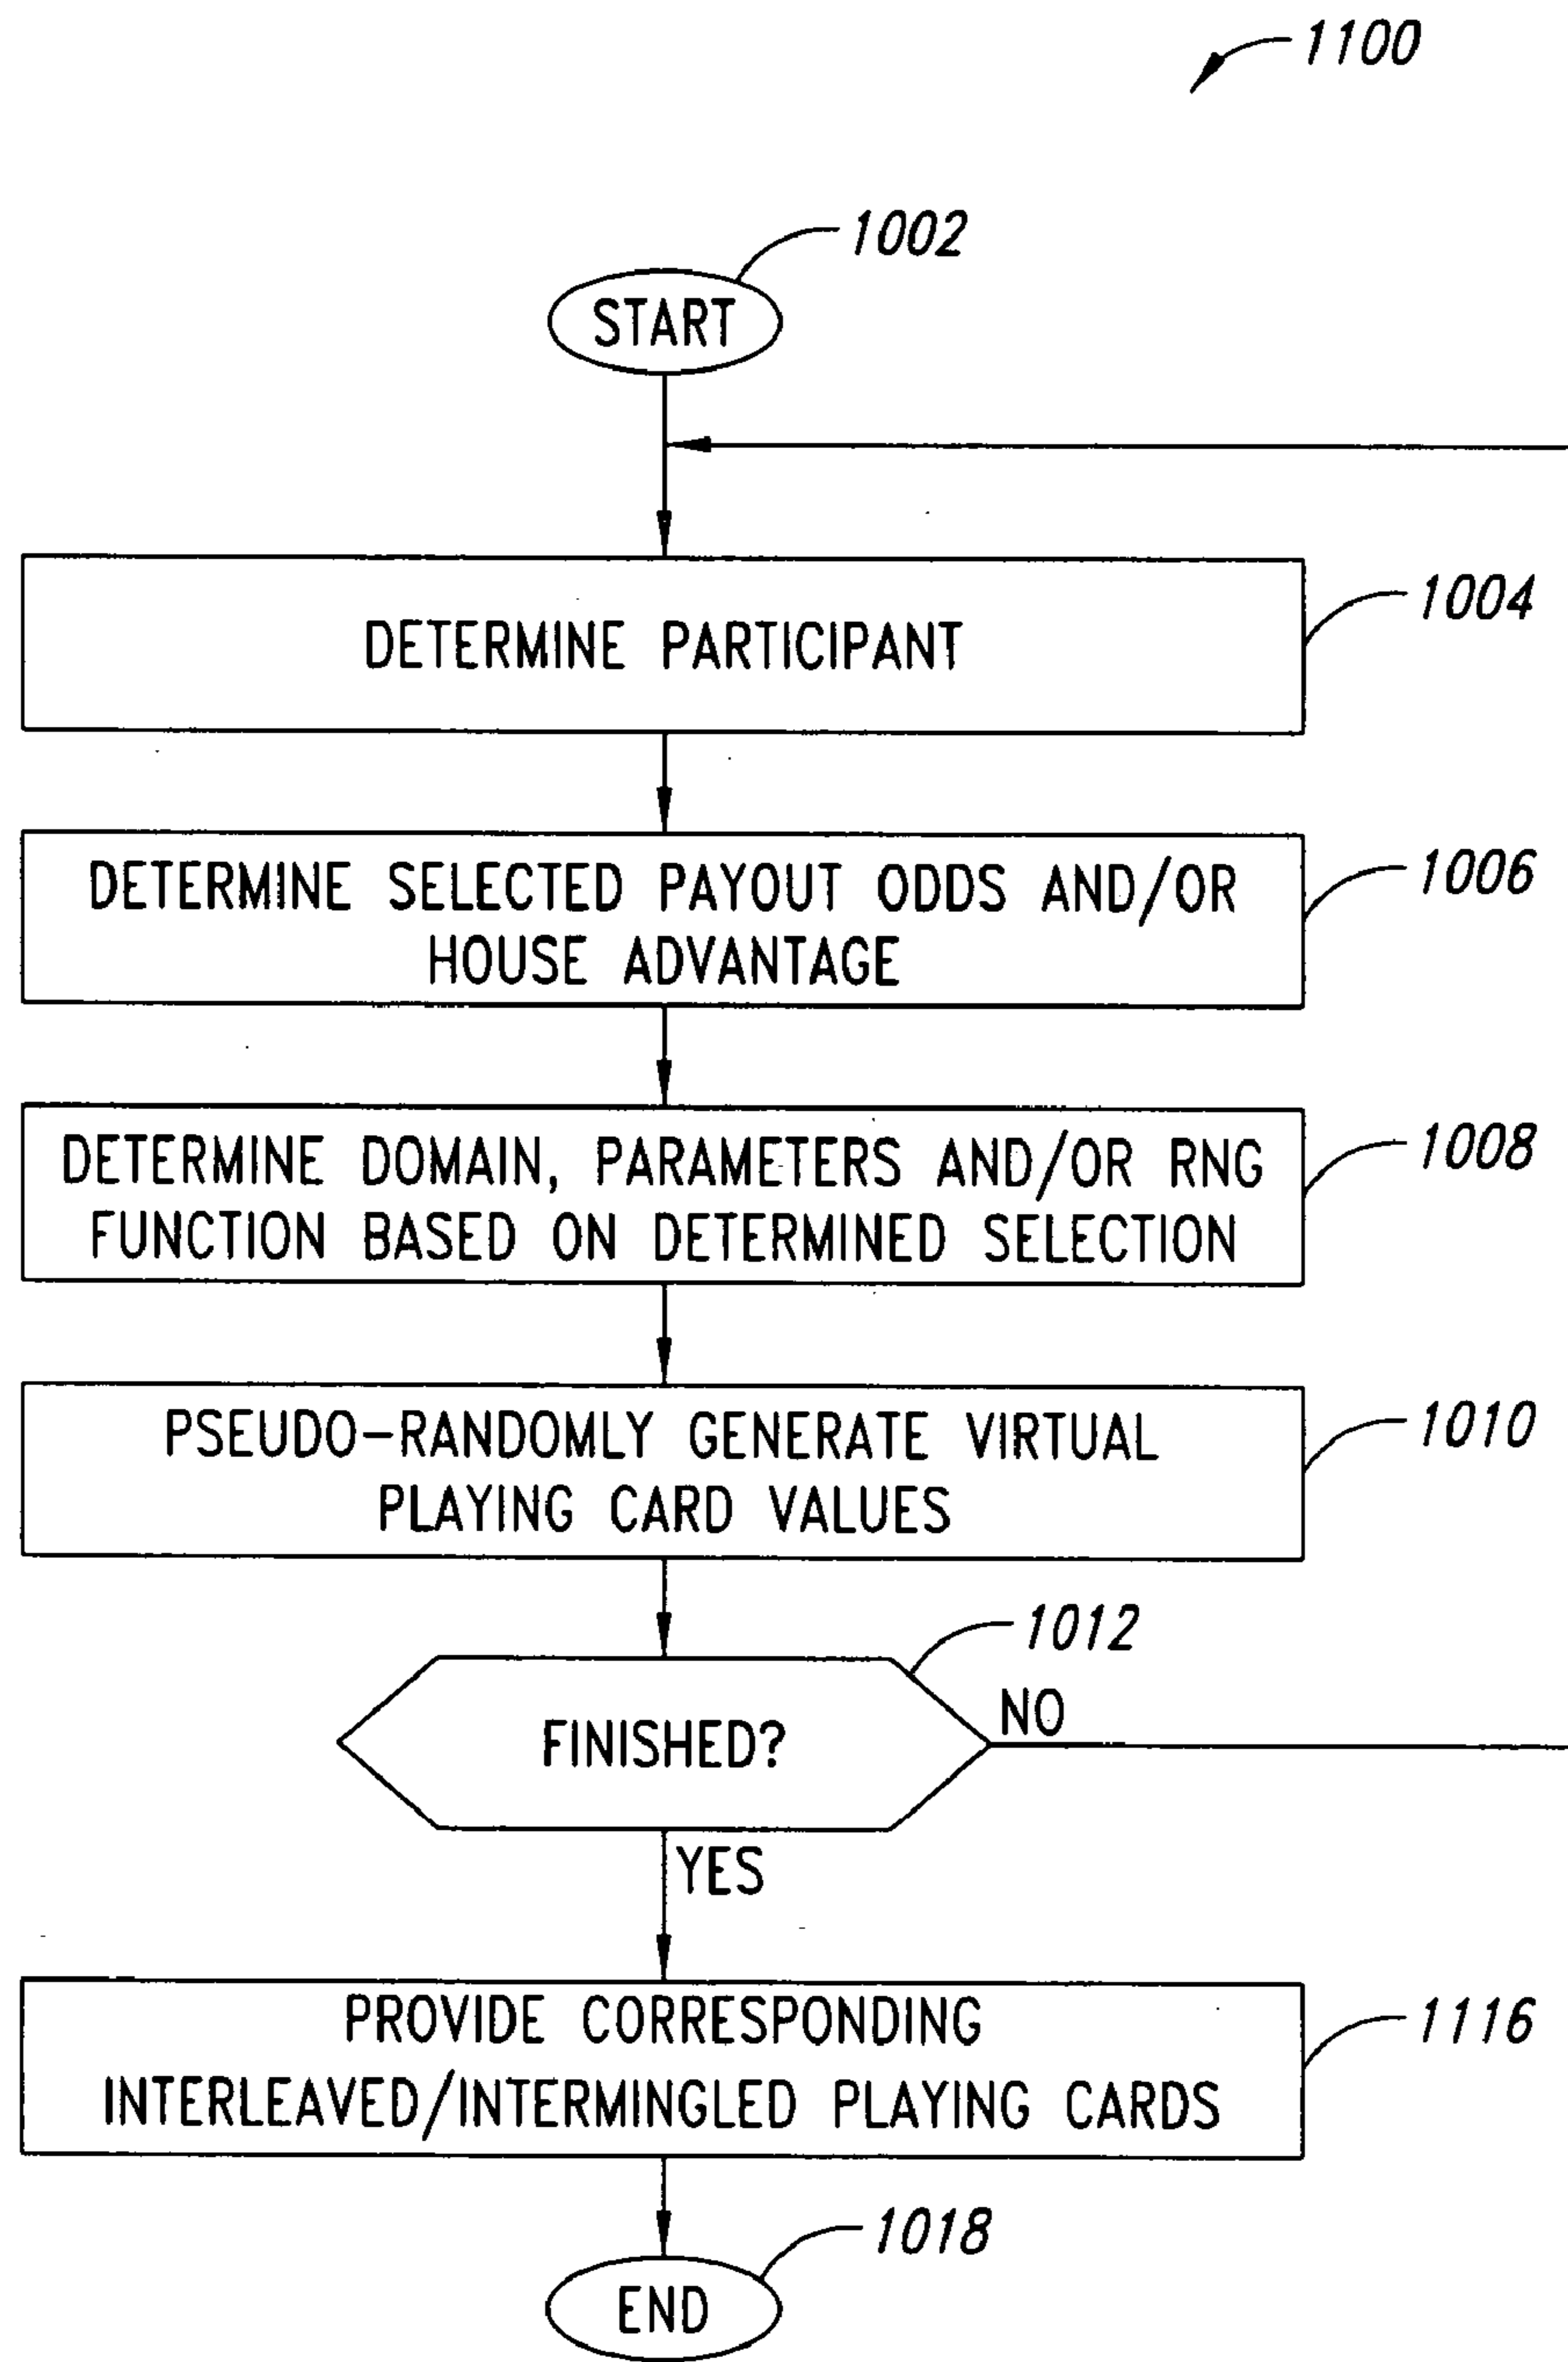 1100
1002
START
1004
DETERMINE PARTICIPANT
1006
DETERMINE SELECTED PAYOUT ODDS AND/OR
HOUSE ADVANTAGE
1008
DETERMINE DOMAIN, PARAMETERS AND/OR RNG
FUNCTION BASED ON DETERMINED SELECTION
1010
PSEUDO-RANDOMLY GENERATE VIRTUAL
PLAYING CARD VALUES
1012
NO
FINISHED?
YES
PROVIDE CORRESPONDING
1116
INTERLEAVED/INTERMINGLED PLAYING CARDS
1018
END